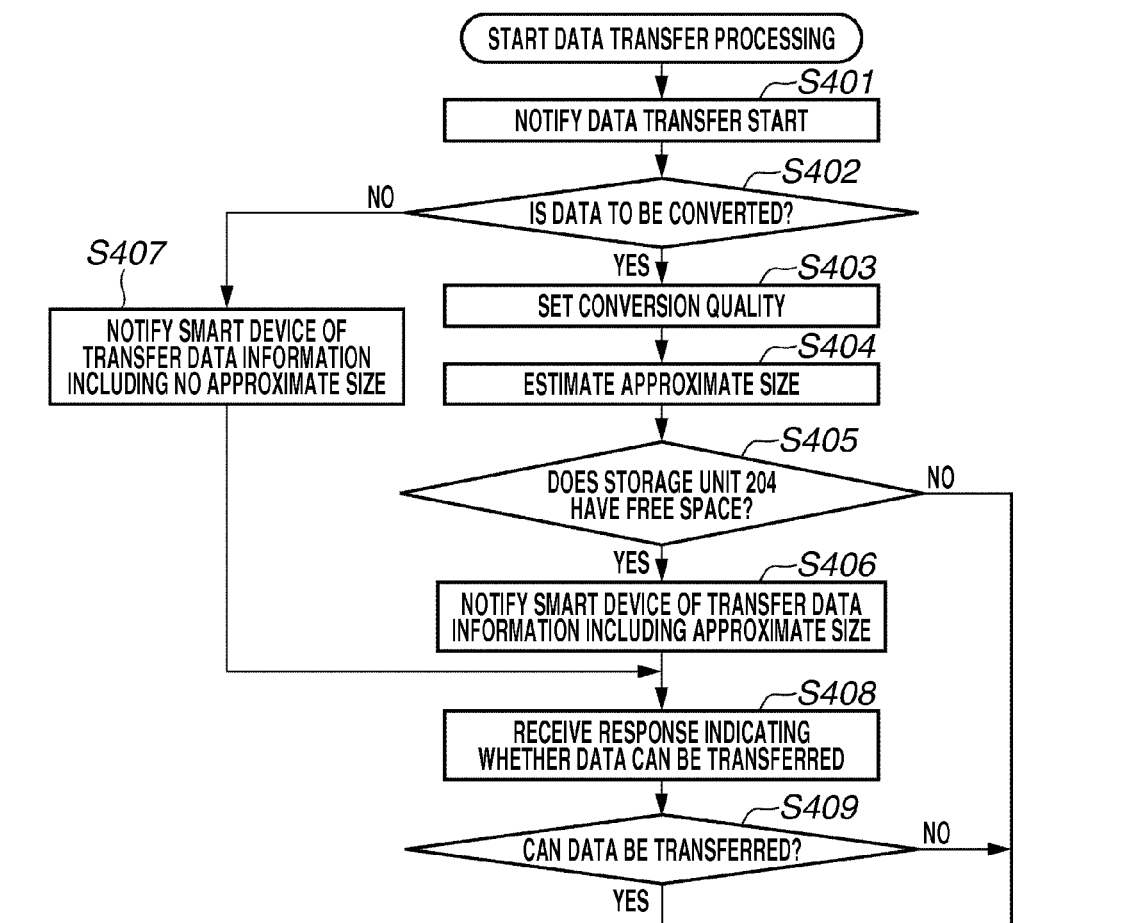 START DATA TRANSFER PROCESSING
S401
NOTIFY DATA TRANSFER START
S402
NO
IS DATA TO BE CONVERTED?
YES
S403
SET CONVERSION QUALITY
S407
NOTIFY SMART DEVICE OF
TRANSFER DATA INFORMATION
INCLUDING NO APPROXIMATE SIZE
S404
ESTIMATE APPROXIMATE SIZE
S405
DOES STORAGE UNIT 204
HAVE FREE SPACE?
NO
YES
S406
NOTIFY SMART DEVICE OF TRANSFER DATA
INFORMATION INCLUDING APPROXIMATE SIZE
S408
RECEIVE RESPONSE INDICATING
WHETHER DATA CAN BE TRANSFERRED
S409
CAN DATA BE TRANSFERRED?
NO
YES